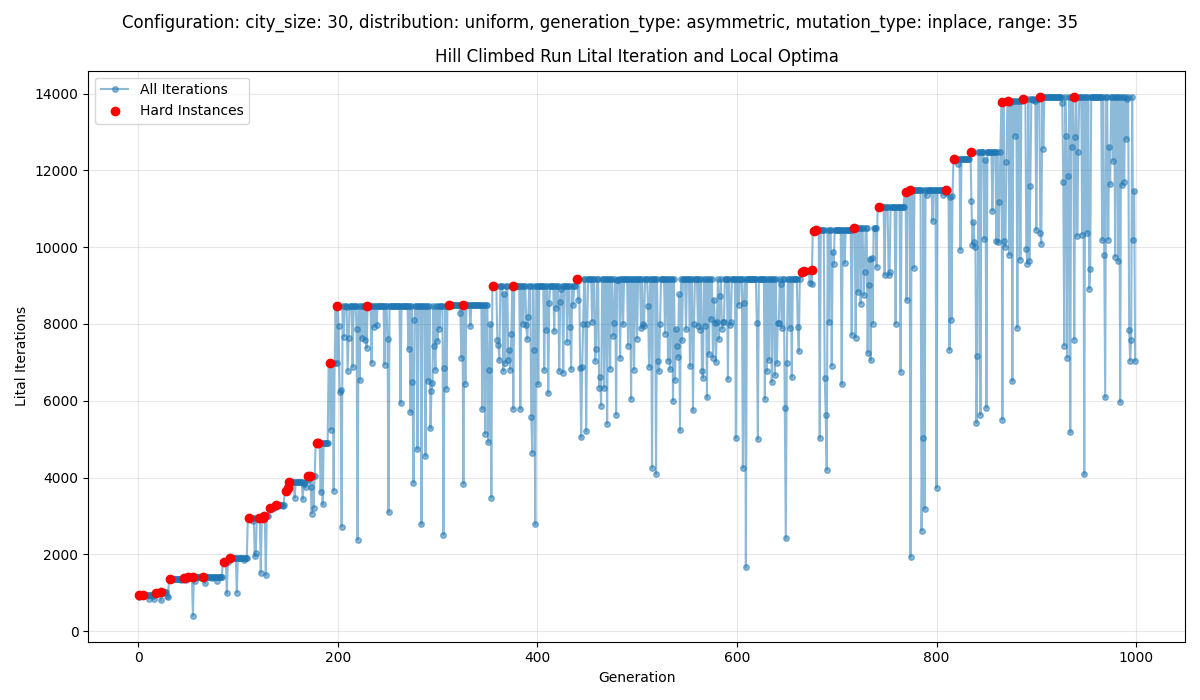 Configuration: city_size: 30, distribution: uniform, generation_type: asymmetric, mutation_type: inplace, range: 35
Hill Climbed Run Lital Iteration and Local Optima
All Iterations
Hard Instances
14000
12000
10000
8000
6000
4000
2000
0
Lital Iterations
0 200 400 600 800 1000
Generation